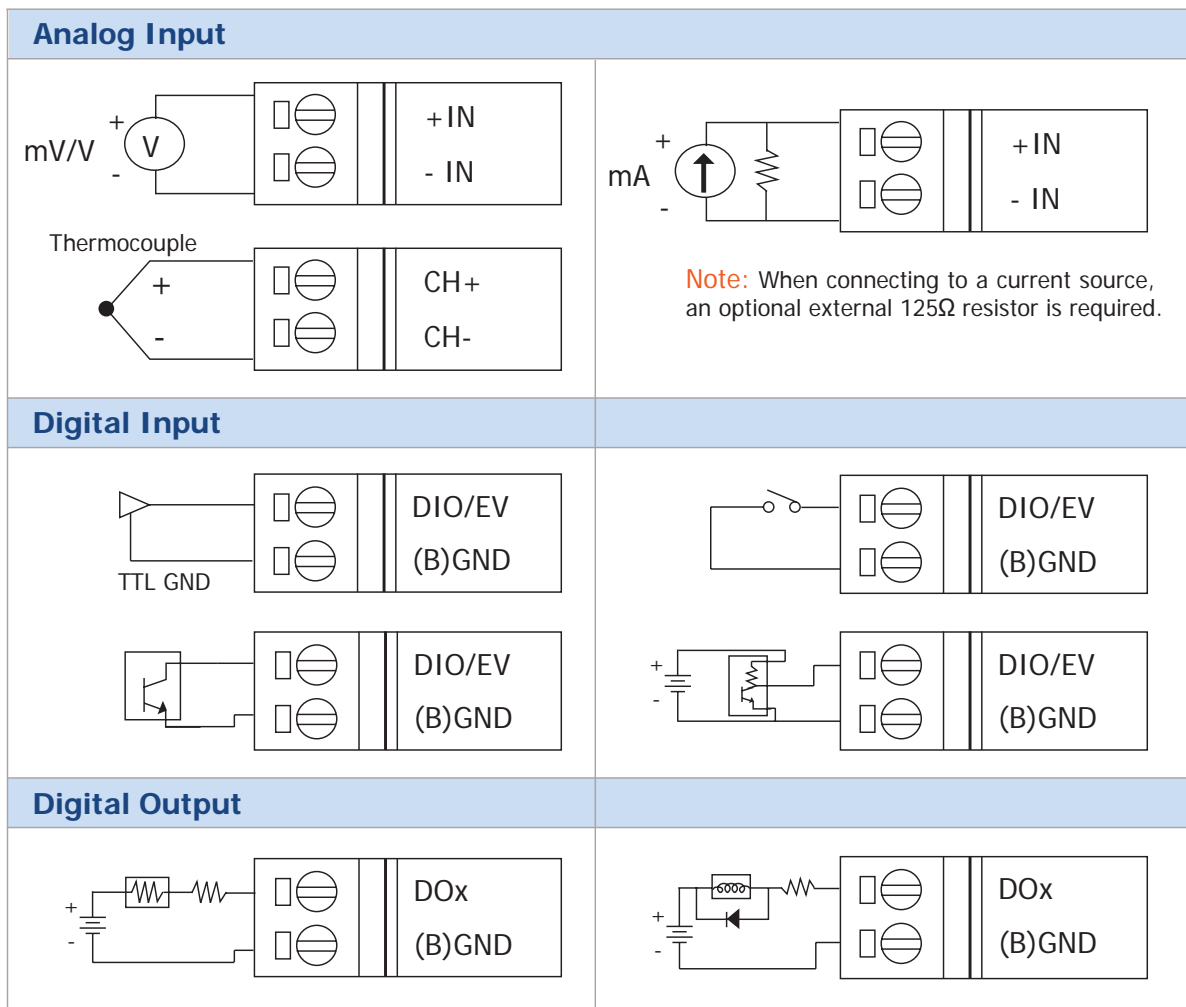 Analog Input
+
mV/V
V
-
+IN
- IN
+
mA
-
+IN
- IN
Thermocouple
+
-
CH+
CH-
Note: When connecting to a current source,
an optional external 125Ω resistor is required.
Digital Input
TTL GND
DIO/EV
(B)GND
DIO/EV
(B)GND
DIO/EV
(B)GND
+
-
DIO/EV
(B)GND
Digital Output
+
-
DOx
(B)GND
+
-
DOx
(B)GND